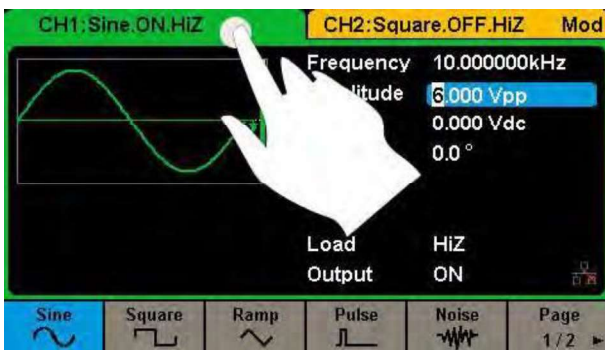 CH1:Sine.ON.HiZ CH2:Square.OFF.HiZ Mod
Frequency 10.000000kHz
6.000 Vpp
0.000 Vdc
0.0 °
Load HiZ
Output ON
Sine Square Ramp Pulse Noise Page
1/2 ►